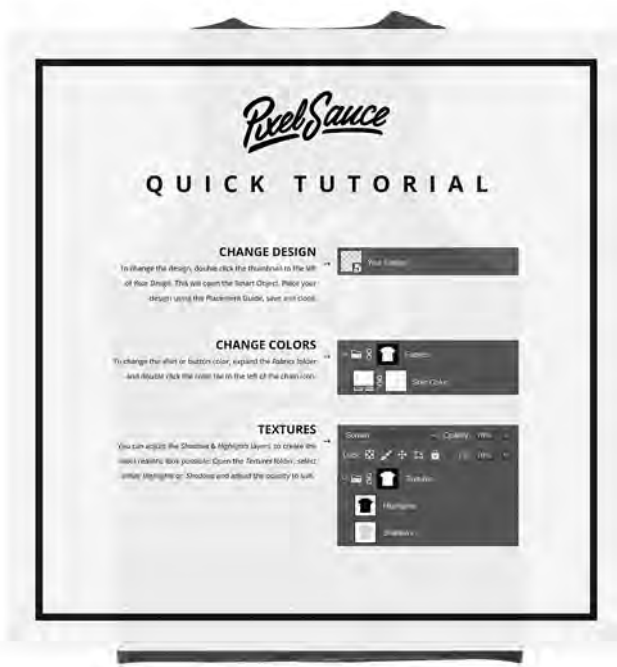 PixelSauce
QUICK TUTORIAL
CHANGE DESIGN
To change the design, double click the thumbnail to the left
of Your Design. This will open the Smart Object. Place your
design using the Placement Guide, save and close.
Your Design
CHANGE COLORS
To change the shirt or button color, expand the Fabrics folder
and double click the color tile to the left of the chain icon.
Fabrics
Shirt Color
TEXTURES
You can adjust the Shadows & Highlights layers, to create the
most realistic look possible. Open the Textures folder, select
either Highlights or Shadows and adjust the opacity to suit.
Screen
Opacity: 70%
Lock:
Textures
Highlights
Shadows